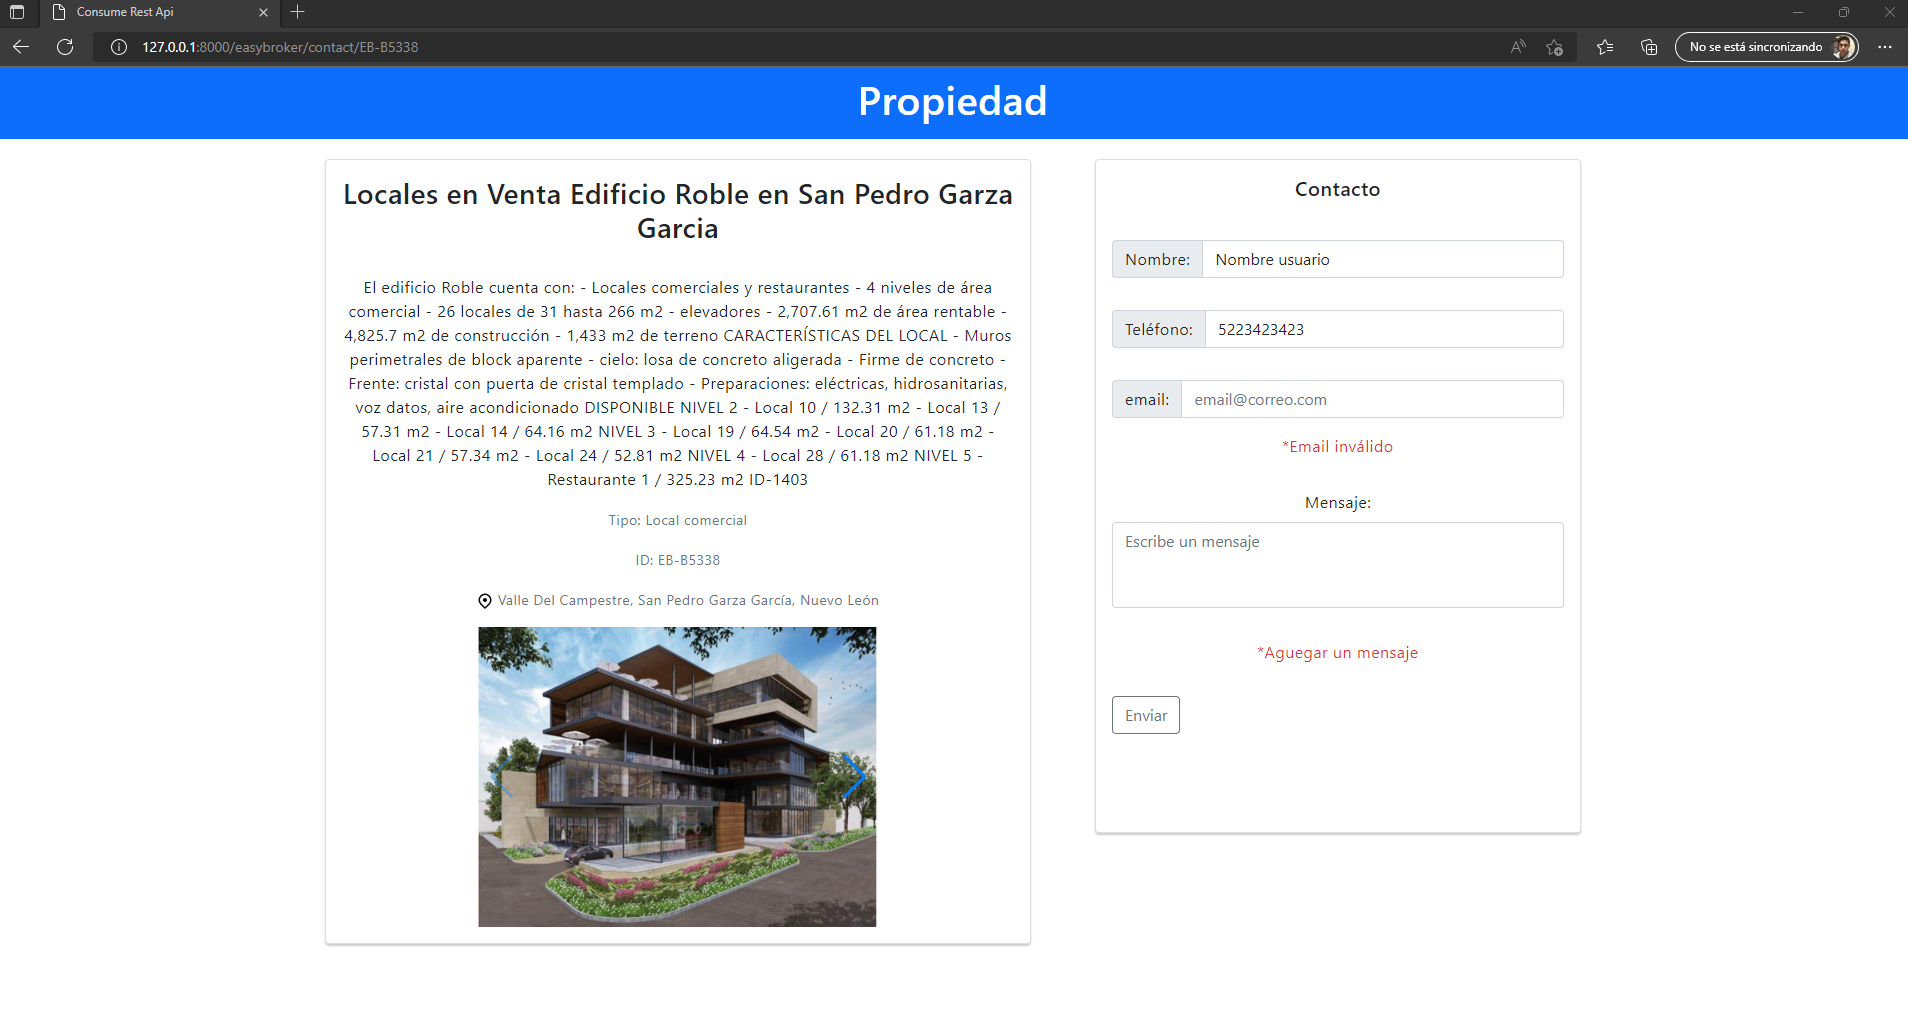 Consume Rest Api
127.0.0.1:8000/easybroker/contact/EB-B5338
No se está sincronizando
Propiedad
Locales en Venta Edificio Roble en San Pedro Garza
Garcia
El edificio Roble cuenta con: - Locales comerciales y restaurantes - 4 niveles de área
comercial - 26 locales de 31 hasta 266 m2 - elevadores - 2,707.61 m2 de área rentable -
4,825.7 m2 de construcción - 1,433 m2 de terreno CARACTERÍSTICAS DEL LOCAL - Muros
perimetrales de block aparente - cielo: losa de concreto aligerada - Firme de concreto -
Frente: cristal con puerta de cristal templado - Preparaciones: eléctricas, hidrosanitarias,
voz datos, aire acondicionado DISPONIBLE NIVEL 2 - Local 10 / 132.31 m2 - Local 13 /
57.31 m2 - Local 14 / 64.16 m2 NIVEL 3 - Local 19 / 64.54 m2 - Local 20 / 61.18 m2 -
Local 21 / 57.34 m2 - Local 24 / 52.81 m2 NIVEL 4 - Local 28 / 61.18 m2 NIVEL 5 -
Restaurante 1 / 325.23 m2 ID-1403
Tipo: Local comercial
ID: EB-B5338
Valle Del Campestre, San Pedro Garza García, Nuevo León
Contacto
Nombre: Nombre usuario
Teléfono: 5223423423
email: email@correo.com
*Email inválido
Mensaje:
Escribe un mensaje
*Aguegar un mensaje
Enviar